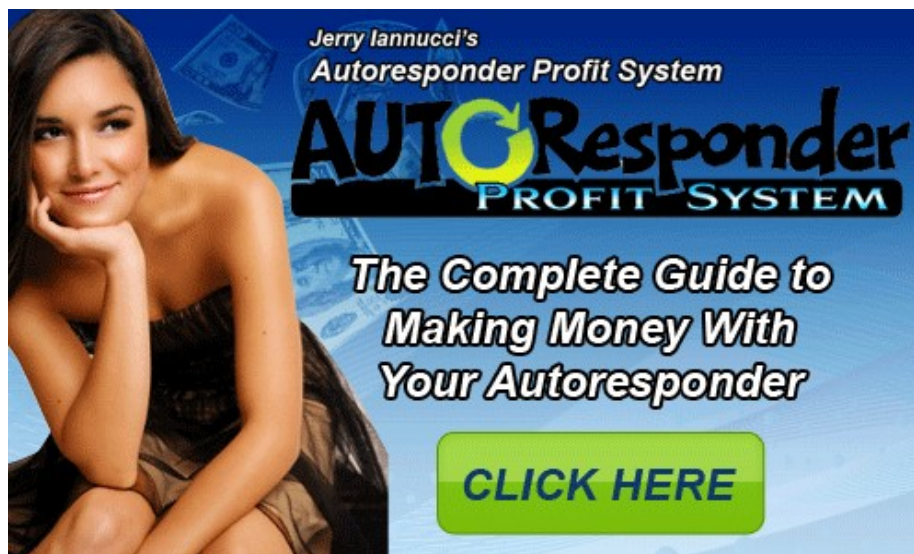 Jerry Iannucci's
Autoresponder Profit System
AUTOResponder
PROFIT SYSTEM
The Complete Guide to
Making Money With
Your Autoresponder
CLICK HERE